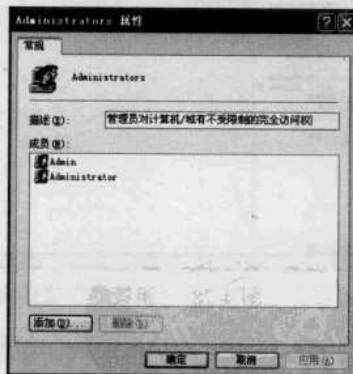 Administrators 属性
常规
Administrators
描述(E):
管理员对计算机/域有不受限制的完全访问权
成员(M):
Admin
Administrator
添加(D)...
删除(R)
确定
取消
应用(A)